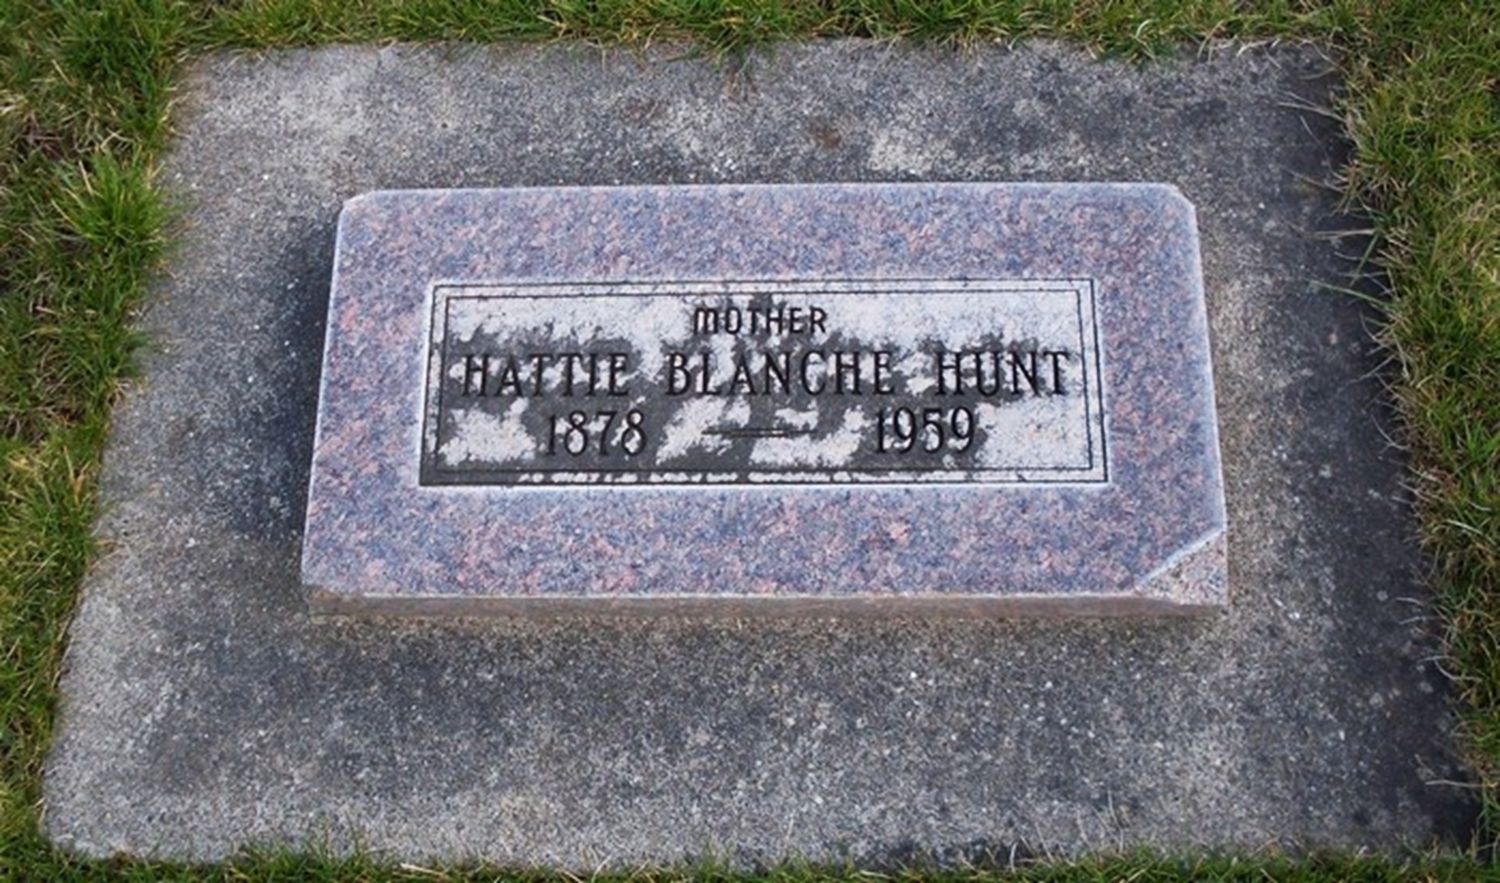 MOTHER
HATTIE BLANCHE HUNT
1878 — 1959